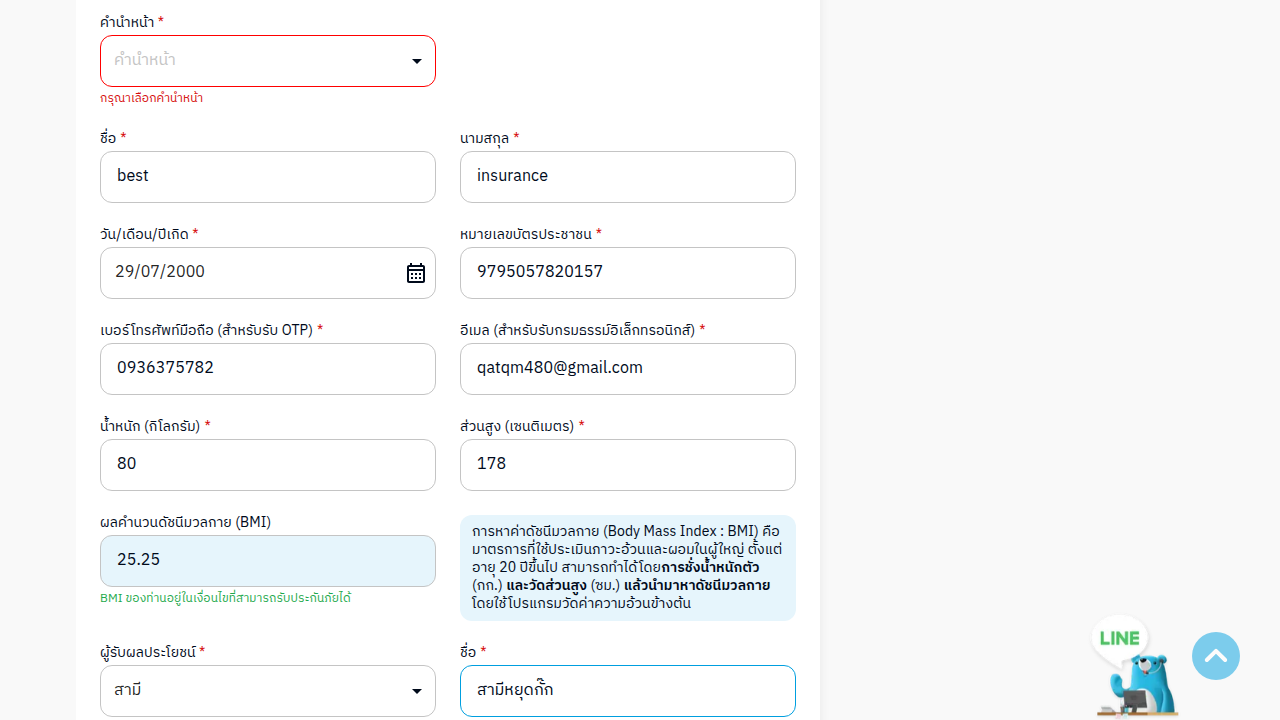 คำนำหน้า *
คำนำหน้า
กรุณาเลือกคำนำหน้า
ชื่อ *
นามสกุล *
best
insurance
วัน/เดือน/ปีเกิด *
หมายเลขบัตรประชาชน *
29/07/2000
9795057820157
เบอร์โทรศัพท์มือถือ (สำหรับรับ OTP) *
อีเมล (สำหรับรับกรมธรรม์อิเล็กทรอนิกส์) *
0936375782
qatqm480@gmail.com
น้ำหนัก (กิโลกรัม) *
ส่วนสูง (เซนติเมตร) *
80
178
ผลคำนวนดัชนีมวลกาย (BMI)
25.25
BMI ของท่านอยู่ในเงื่อนไขที่สามารถรับประกันภัยได้
การหาค่าดัชนีมวลกาย (Body Mass Index : BMI) คือ
มาตรการที่ใช้ประเมินภาวะอ้วนและผอมในผู้ใหญ่ ตั้งแต่
อายุ 20 ปีขึ้นไป สามารถทำได้โดยการชั่งน้ำหนักตัว
(กก.) และวัดส่วนสูง (ซม.) แล้วนำมาหาดัชนีมวลกาย
โดยใช้โปรแกรมวัดค่าความอ้วนข้างต้น
LINE
ผู้รับผลประโยชน์ *
ชื่อ *
สามี
สามีหยุดกั๊ก